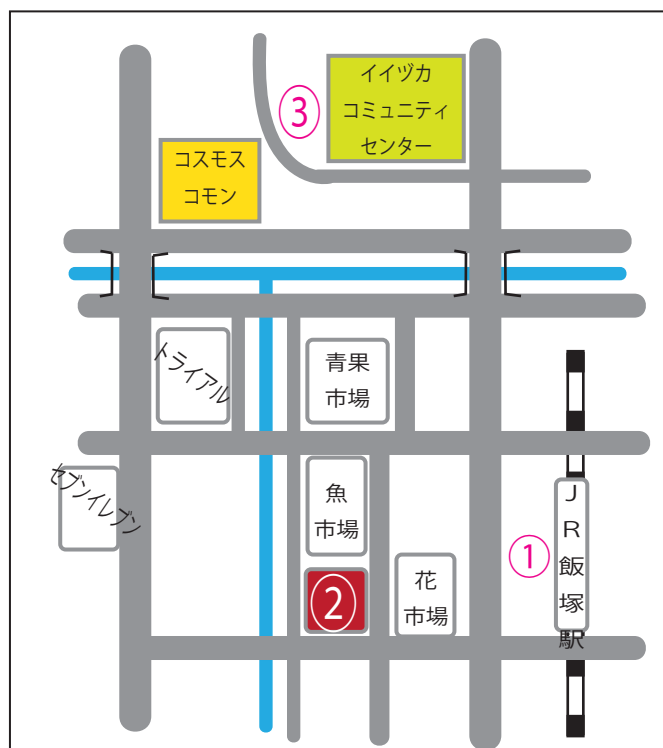 イイヅカ
コミュニティ
センター
③
コスモス
コモン
トライアル
青果
市場
セブンイレブン
魚
市場
JR飯塚駅
①
花
市場
②